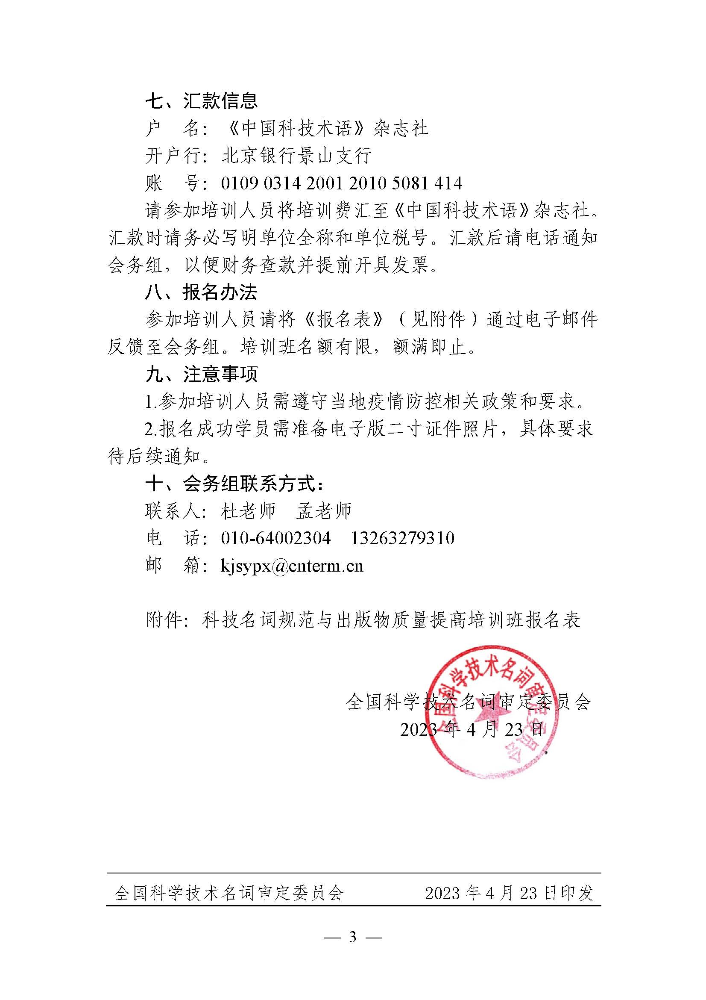 七、汇款信息
户　名：《中国科技术语》杂志社
开户行：北京银行景山支行
账　号：0109 0314 2001 2010 5081 414
请参加培训人员将培训费汇至《中国科技术语》杂志社。
汇款时请务必写明单位全称和单位税号。汇款后请电话通知
会务组，以便财务查款并提前开具发票。
八、报名办法
参加培训人员请将《报名表》（见附件）通过电子邮件
反馈至会务组。培训班名额有限，额满即止。
九、注意事项
1.参加培训人员需遵守当地疫情防控相关政策和要求。
2.报名成功学员需准备电子版二寸证件照片，具体要求
待后续通知。
十、会务组联系方式：
联系人：杜老师　孟老师
电　话：010-64002304　13263279310
邮　箱：kjsypx@cnterm.cn
附件：科技名词规范与出版物质量提高培训班报名表
全国科学技术名词审定委员会
全国科学技术名词审定委员会
2023 年 4 月 23 日
全国科学技术名词审定委员会　2023 年 4 月 23 日印发
— 3 —